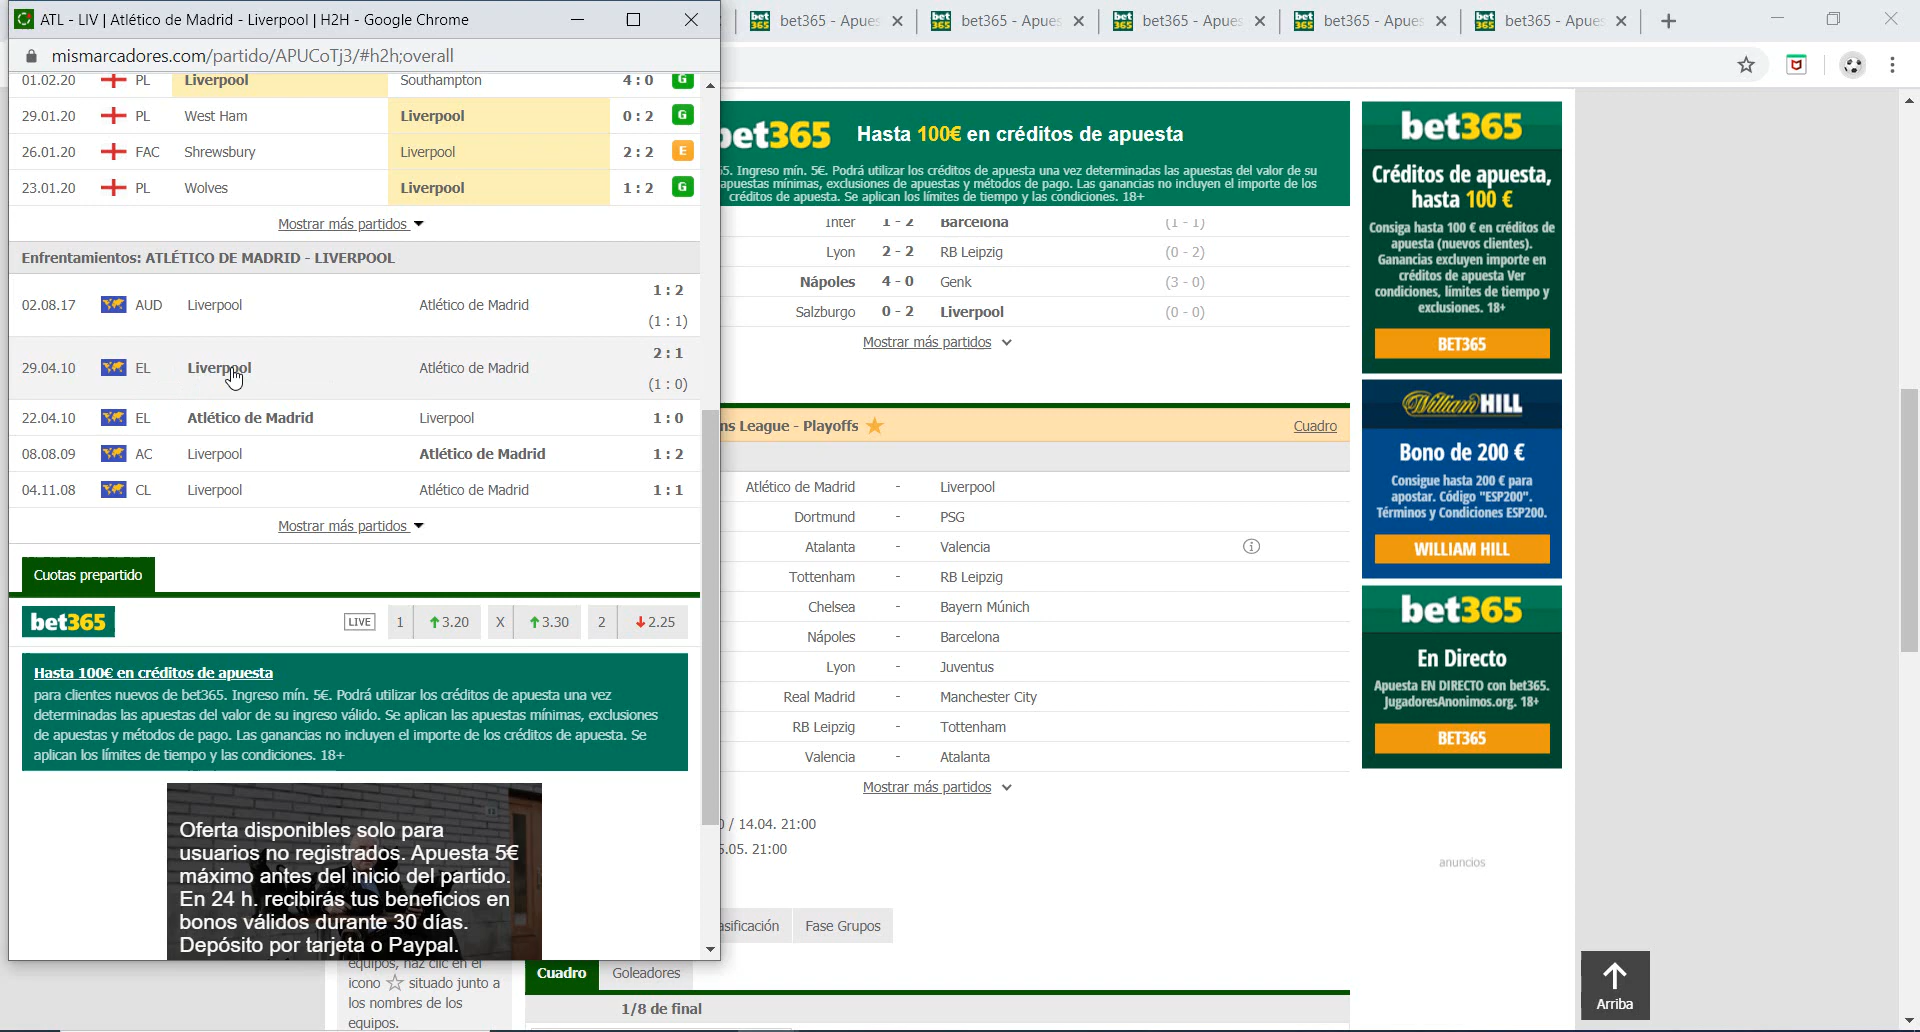 ATL - LIV | Atlético de Madrid - Liverpool | H2H - Google Chrome
mismarcadores.com/partido/APUCoTj3/#h2h;overall
01.02.20 PL Liverpool Southampton 4 : 0 G
29.01.20 PL West Ham Liverpool 0 : 2 G
26.01.20 FAC Shrewsbury Liverpool 2 : 2 E
23.01.20 PL Wolves Liverpool 1 : 2 G
Mostrar más partidos
Enfrentamientos: ATLÉTICO DE MADRID - LIVERPOOL
02.08.17 AUD Liverpool Atlético de Madrid 1 : 2
(1 : 1)
29.04.10 EL Liverpool Atlético de Madrid 2 : 1
(1 : 0)
22.04.10 EL Atlético de Madrid Liverpool 1 : 0
08.08.09 AC Liverpool Atlético de Madrid 1 : 2
04.11.08 CL Liverpool Atlético de Madrid 1 : 1
Mostrar más partidos
Cuotas prepartido
bet365 LIVE 1 3.20 X 3.30 2 2.25
Hasta 100€ en créditos de apuesta
para clientes nuevos de bet365. Ingreso mín. 5€. Podrá utilizar los créditos de apuesta una vez
determinadas las apuestas del valor de su ingreso válido. Se aplican las apuestas mínimas, exclusiones
de apuestas y métodos de pago. Las ganancias no incluyen el importe de los créditos de apuesta. Se
aplican los límites de tiempo y las condiciones. 18+
Oferta disponibles solo para
usuarios no registrados. Apuesta 5€
máximo antes del inicio del partido.
En 24 h. recibirás tus beneficios en
bonos válidos durante 30 días.
Depósito por tarjeta o Paypal.
bet365 - Apues
bet365 - Apues
bet365 - Apues
bet365 - Apues
bet365 - Apues
bet365 Hasta 100€ en créditos de apuesta
. Ingreso mín. 5€. Podrá utilizar los créditos de apuesta una vez determinadas las apuestas del valor de su
apuestas mínimas, exclusiones de apuestas y métodos de pago. Las ganancias no incluyen el importe de los
créditos de apuesta. Se aplican los límites de tiempo y las condiciones. 18+
Inter 1 - 2 Barcelona (1 - 1)
Lyon 2 - 2 RB Leipzig (0 - 2)
Nápoles 4 - 0 Genk (3 - 0)
Salzburgo 0 - 2 Liverpool (0 - 0)
Mostrar más partidos
ns League - Playoffs Cuadro
Atlético de Madrid - Liverpool
Dortmund - PSG
Atalanta - Valencia
Tottenham - RB Leipzig
Chelsea - Bayern Múnich
Nápoles - Barcelona
Lyon - Juventus
Real Madrid - Manchester City
RB Leipzig - Tottenham
Valencia - Atalanta
Mostrar más partidos
/ 14.04. 21:00
.05. 21:00
asificación Fase Grupos
equipos, haz clic en el
icono ☆ situado junto a
los nombres de los
equipos.
Cuadro Goleadores
1/8 de final
bet365
Créditos de apuesta,
hasta 100 €
Consiga hasta 100 € en créditos de
apuesta (nuevos clientes).
Ganancias excluyen importe en
créditos de apuesta Ver
condiciones, límites de tiempo y
exclusiones. 18+
BET365
William HILL
Bono de 200 €
Consigue hasta 200 € para
apostar. Código "ESP200".
Términos y Condiciones ESP200.
WILLIAM HILL
bet365
En Directo
Apuesta EN DIRECTO con bet365.
JugadoresAnonimos.org. 18+
BET365
anuncios
Arriba